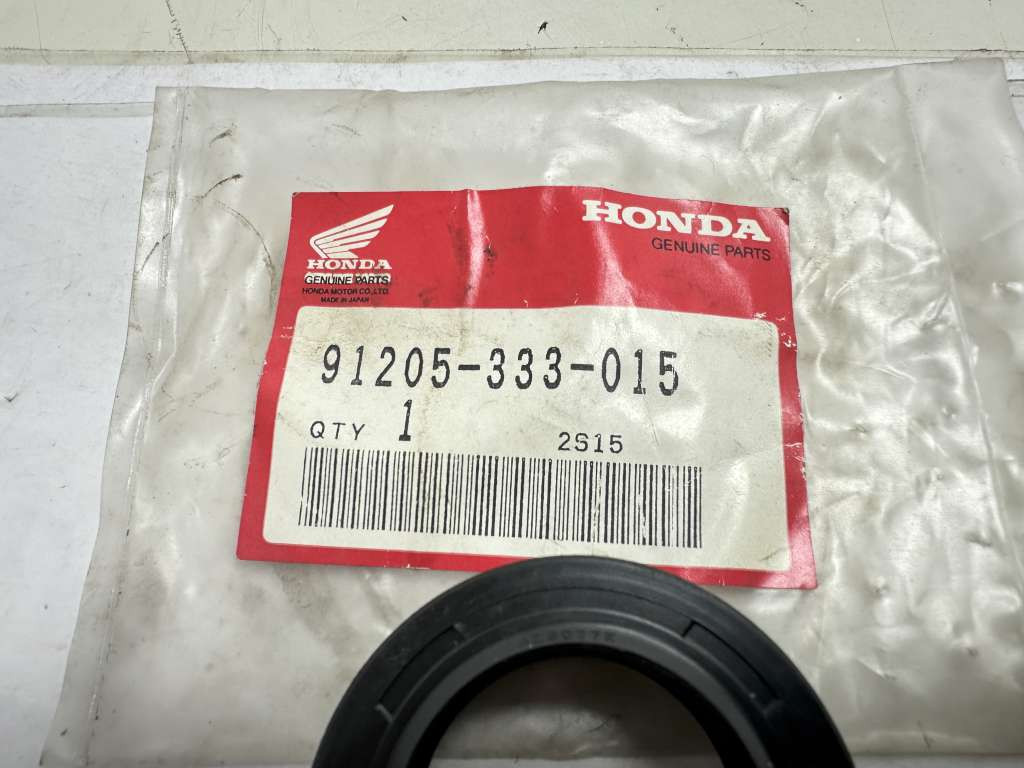 HONDA
GENUINE PARTS
HONDA
GENUINE PARTS
HONDA MOTOR CO.,LTD.
MADE IN JAPAN
91205-333-015
QTY 1 2S15